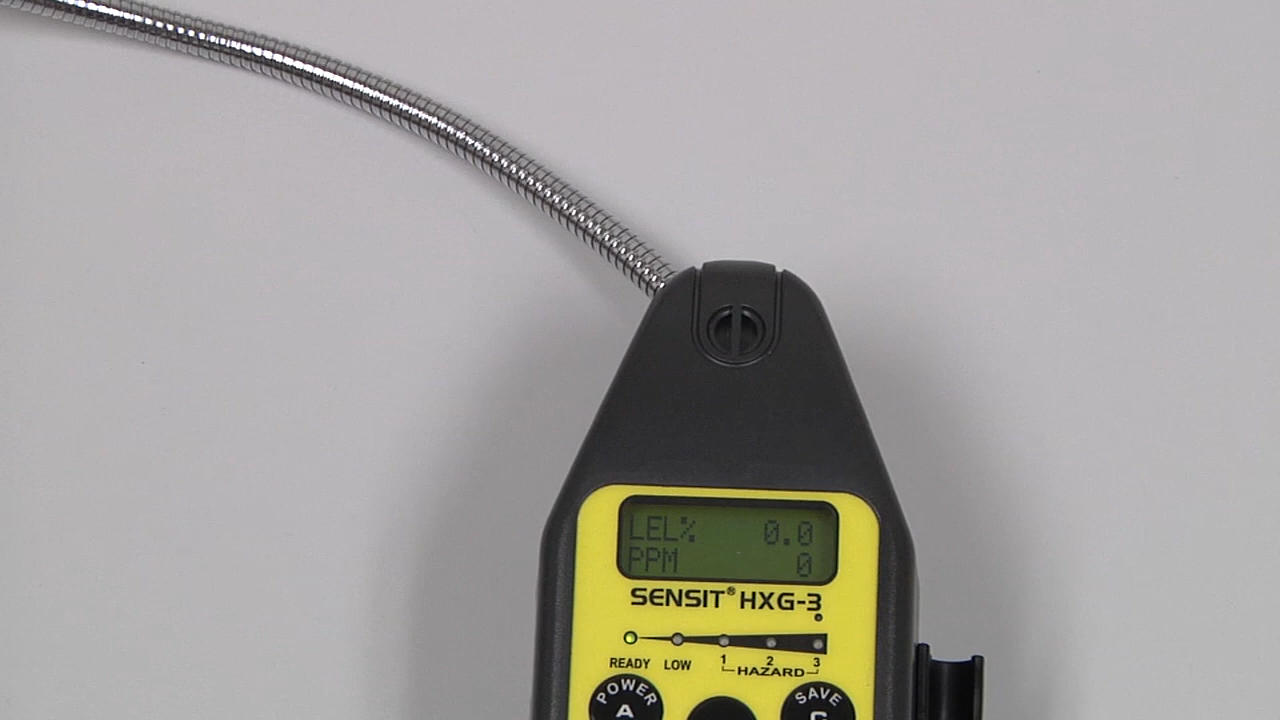 LEL% 0.0
PPM 0
SENSIT® HXG-3
READY LOW 1 2 3
HAZARD
POWER SAVE
A C